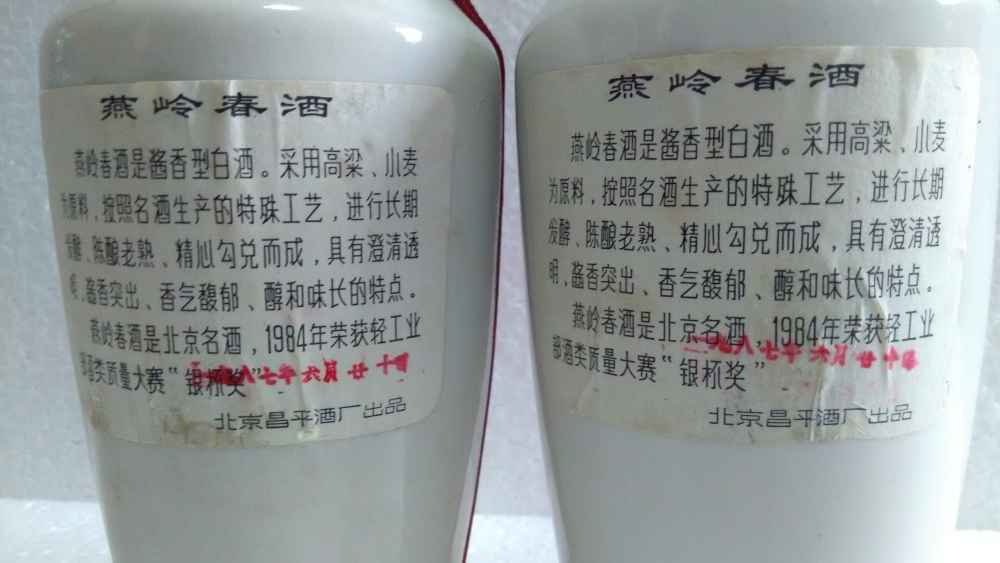 燕岭春酒
燕岭春酒是酱香型白酒。采用高梁、小麦
为原料，按照名酒生产的特殊工艺，进行长期
发酵、陈酿老熟、精心勾兑而成，具有澄清透
明、酱香突出、香气馥郁、醇和味长的特点。
燕岭春酒是北京名酒，1984年荣获轻工业
部酒类质量大赛“银杯奖”
八七年六月廿十四
北京昌平酒厂出品
燕岭春酒
燕岭春酒是酱香型白酒。采用高梁、小麦
为原料，按照名酒生产的特殊工艺，进行长期
发酵、陈酿老熟、精心勾兑而成，具有澄清透
明、酱香突出、香气馥郁、醇和味长的特点。
燕岭春酒是北京名酒，1984年荣获轻工业
部酒类质量大赛“银杯奖”
八七年六月廿十
北京昌平酒厂出品